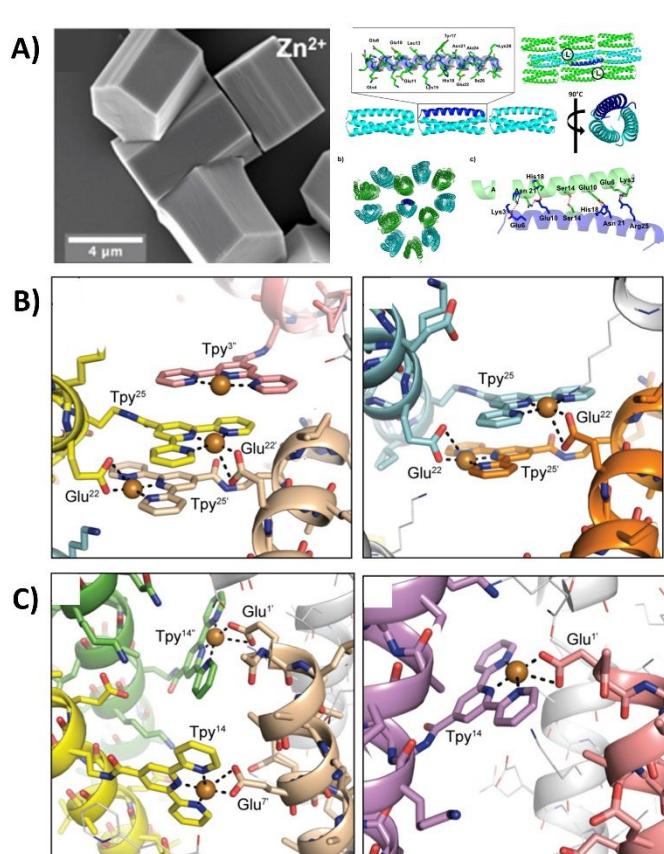 A)
Zn2+
4 μm
Glu6
Glu10
Leu13
Tyr17
Asn21
Ala24
Lys28
Glu11
His18
Glu22
Ile25
L
L
90°C
b)
c)
His18
Asn 21
Ser14
Glu10
Glu6
Lys3
A
Lys3
Glu6
Glu10
Ser14
His18
Asn 21
Arg25
B)
Tpy3"
Tpy25
Glu22'
Glu22
Tpy25'
Tpy25
Glu22'
Glu22
Tpy25'
C)
Glu1'
Tpy14"
Tpy14
Glu7'
Glu1'
Tpy14